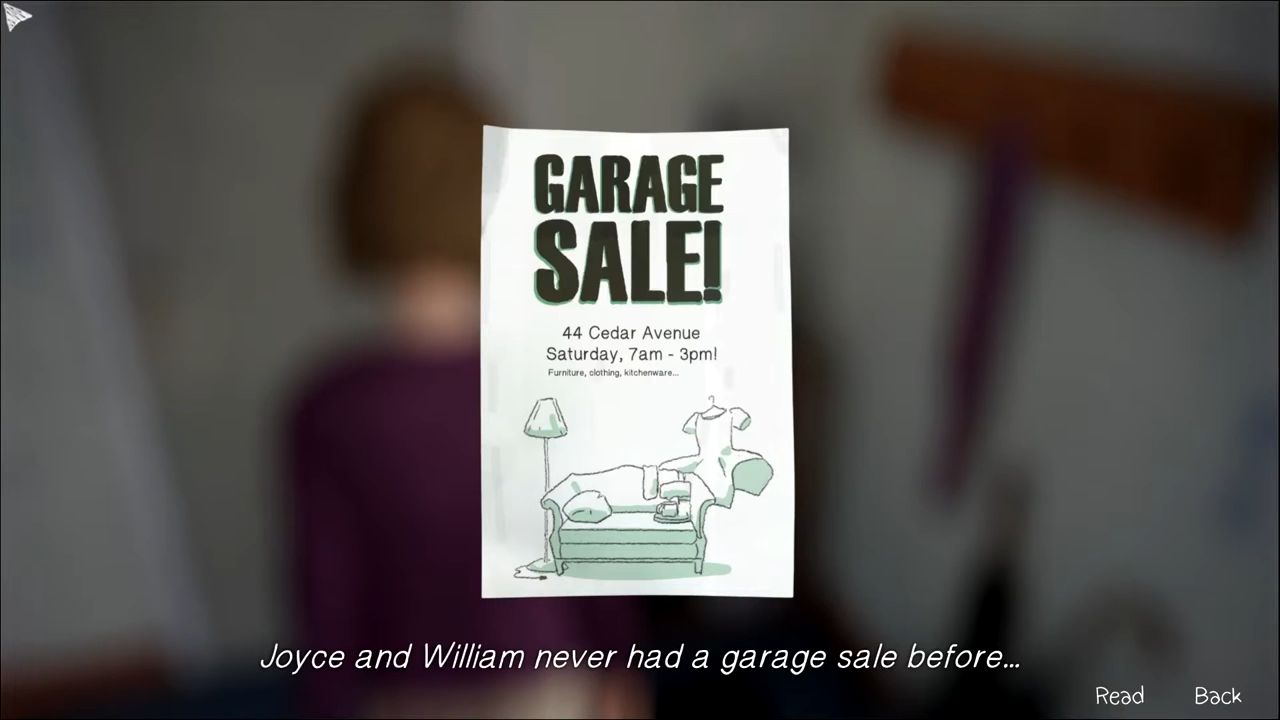 GARAGE
SALE!
44 Cedar Avenue
Saturday, 7am - 3pm!
Furniture, clothing, kitchenware...
Joyce and William never had a garage sale before...
Read Back